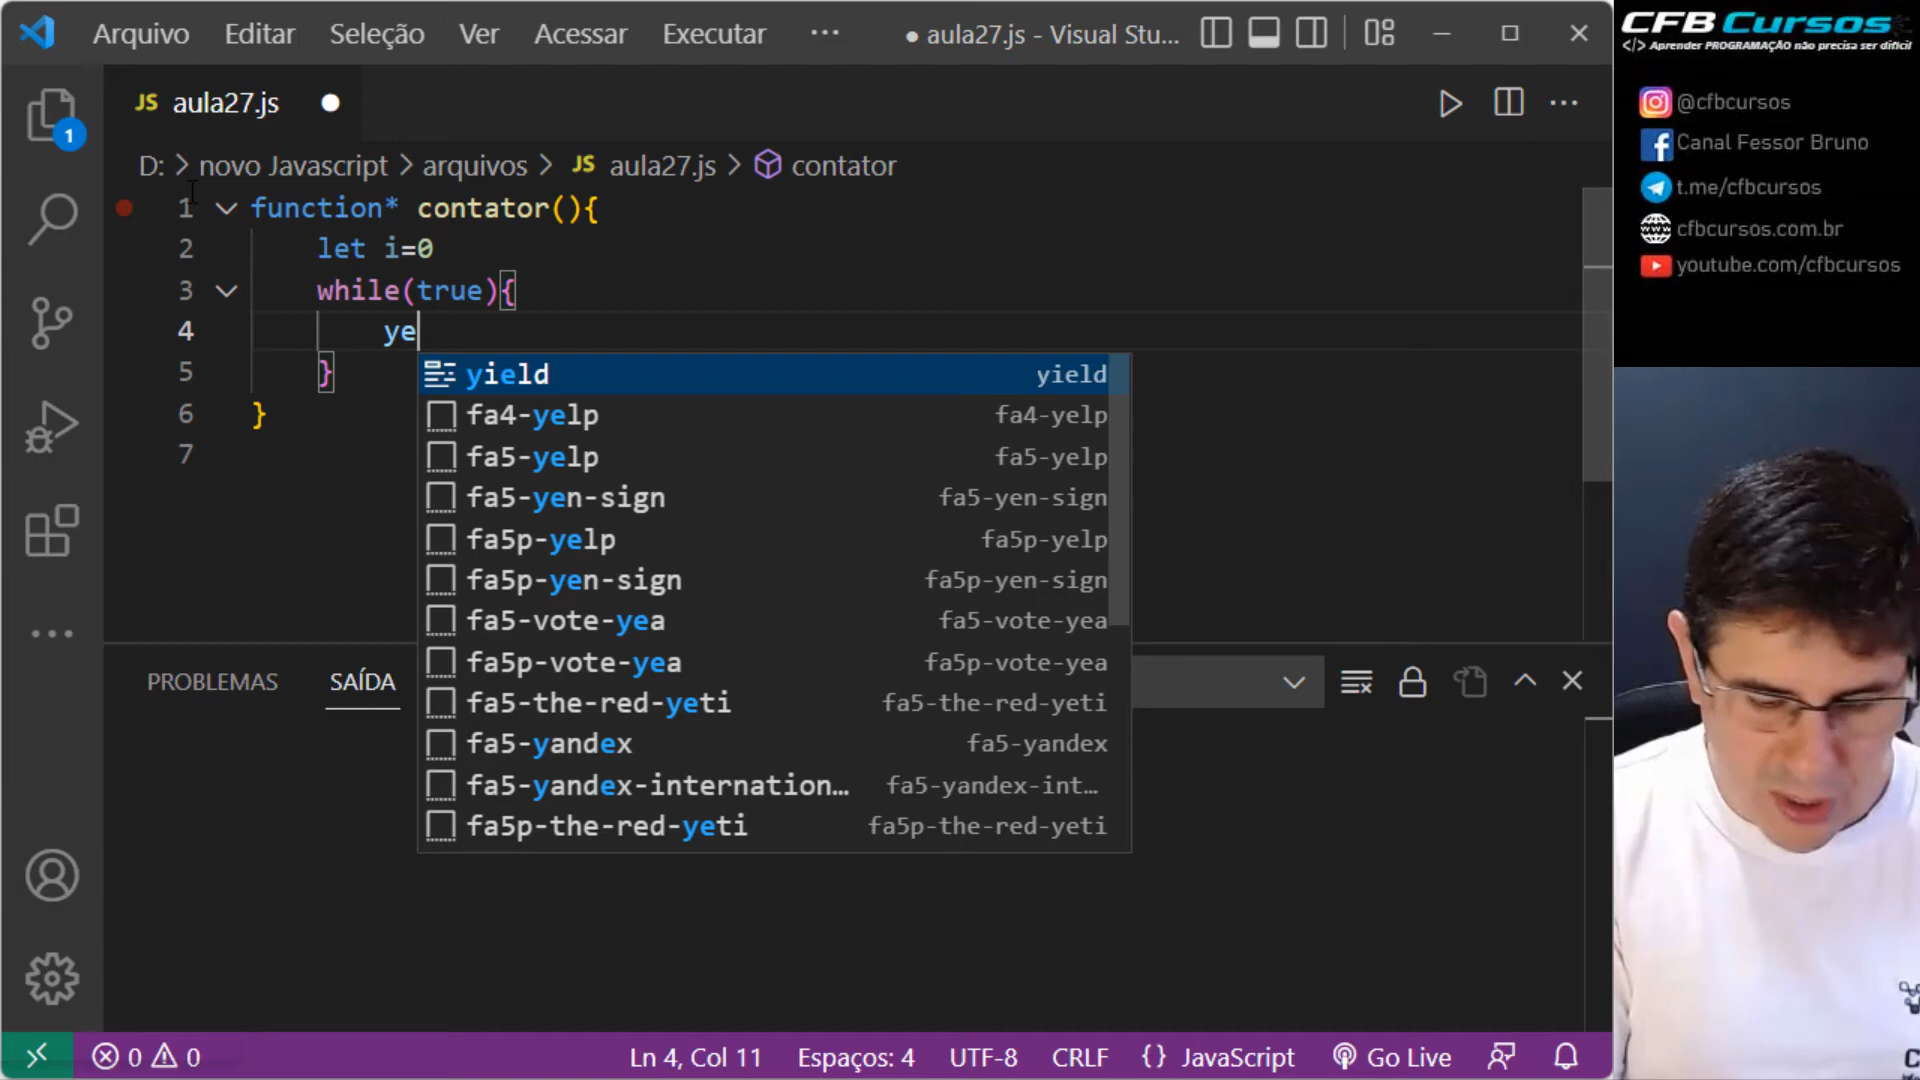 Arquivo Editar Seleção Ver Acessar Executar ··· ● aula27.js - Visual Stu...
JS aula27.js
D: > novo Javascript > arquivos > JS aula27.js > contator
1 function* contator(){
2 let i=0
3 while(true){
4 ye
5 }
6 }
7
yield yield
fa4-yelp fa4-yelp
fa5-yelp fa5-yelp
fa5-yen-sign fa5-yen-sign
fa5p-yelp fa5p-yelp
fa5p-yen-sign fa5p-yen-sign
fa5-vote-yea fa5-vote-yea
fa5p-vote-yea fa5p-vote-yea
fa5-the-red-yeti fa5-the-red-yeti
fa5-yandex fa5-yandex
fa5-yandex-internation… fa5-yandex-int…
fa5p-the-red-yeti fa5p-the-red-yeti
PROBLEMAS SAÍDA
1
0 0 Ln 4, Col 11 Espaços: 4 UTF-8 CRLF {} JavaScript Go Live
CFB Cursos
</> Aprender PROGRAMAÇÃO não precisa ser difícil
@cfbcursos
Canal Fessor Bruno
t.me/cfbcursos
cfbcursos.com.br
youtube.com/cfbcursos